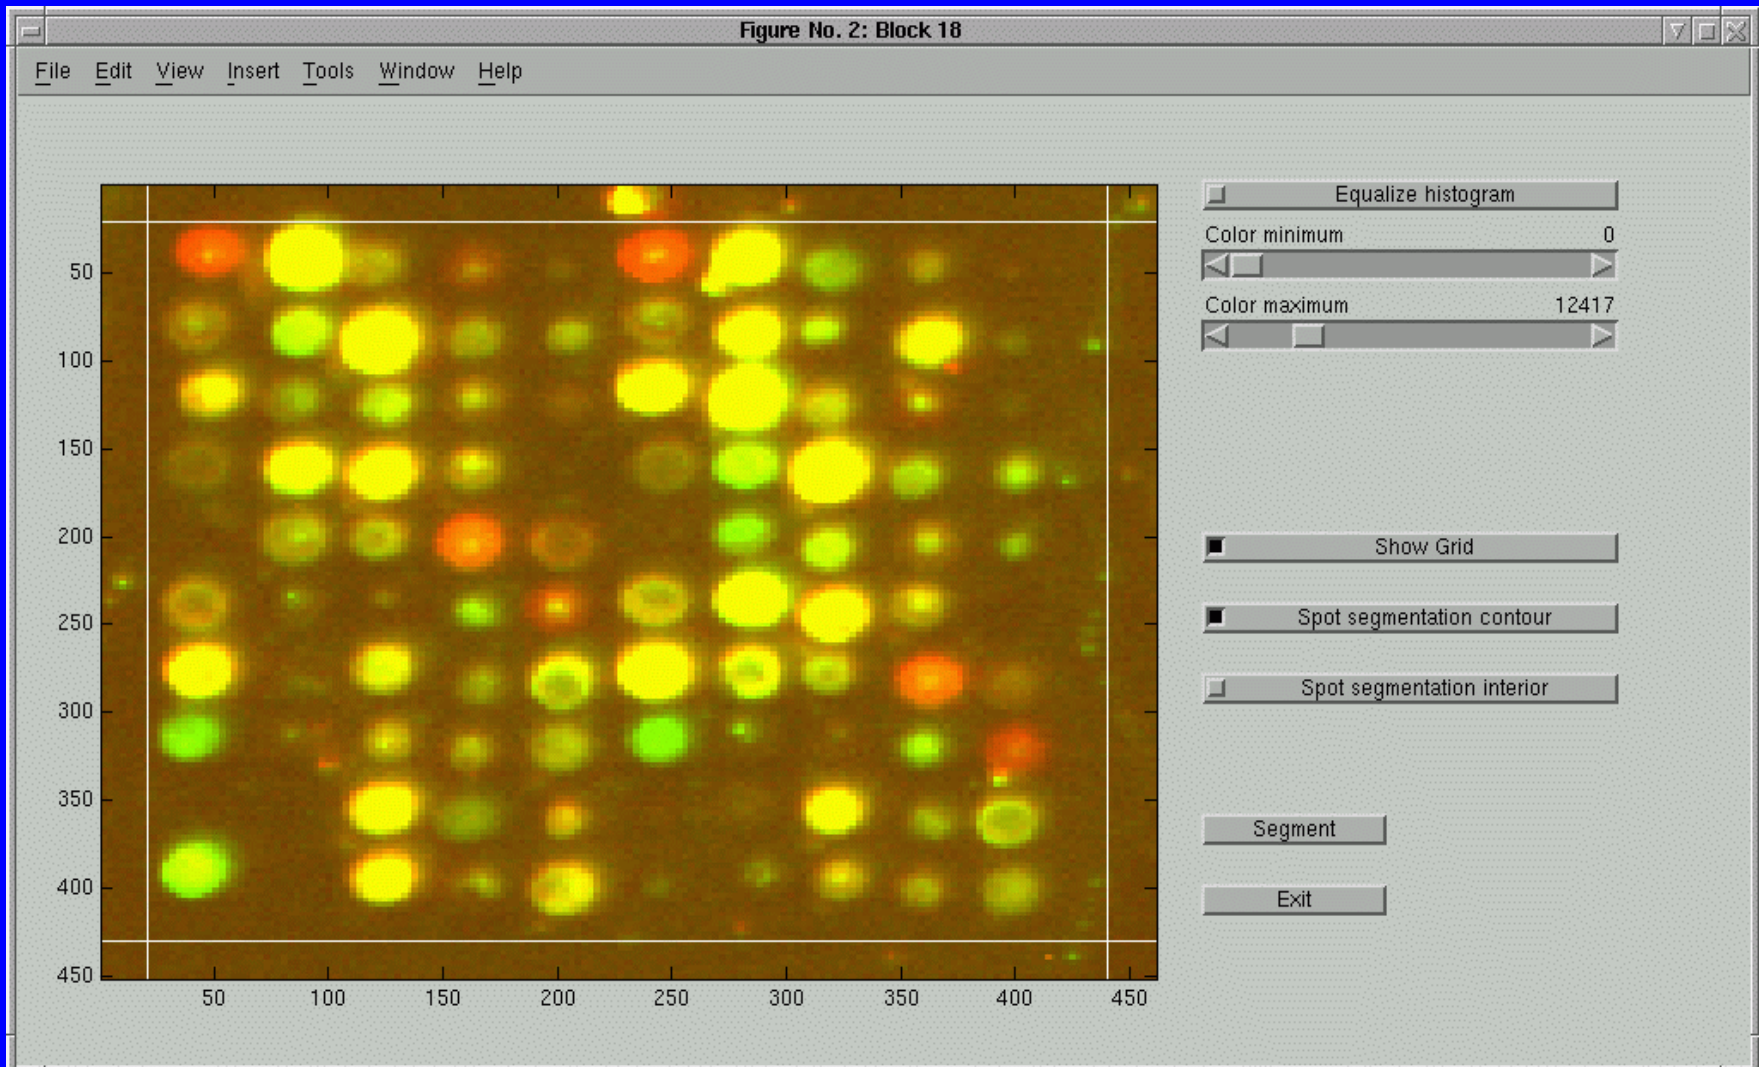 Figure No. 2: Block 18
File Edit View Insert Tools Window Help
Equalize histogram
Color minimum 0
Color maximum 12417
Show Grid
Spot segmentation contour
Spot segmentation interior
Segment
Exit
50
100
150
200
250
300
350
400
450
50 100 150 200 250 300 350 400 450